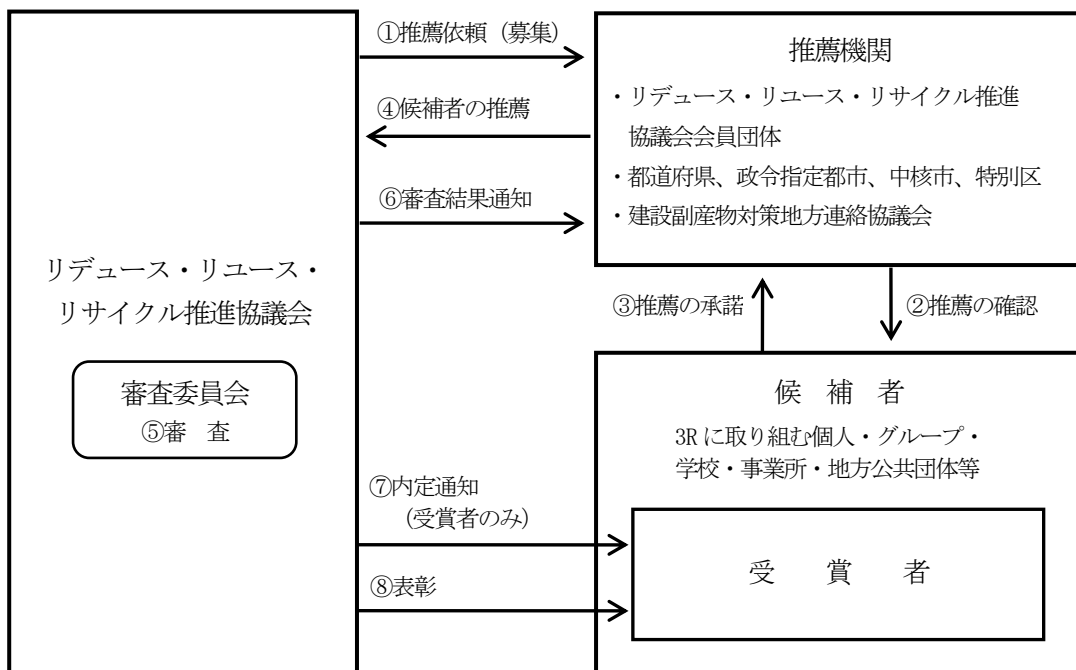 ①推薦依頼（募集）
④候補者の推薦
⑥審査結果通知
推薦機関
・リデュース・リユース・リサイクル推進
協議会会員団体
・都道府県、政令指定都市、中核市、特別区
・建設副産物対策地方連絡協議会
リデュース・リユース・
リサイクル推進協議会
審査委員会
⑤審　査
③推薦の承諾
②推薦の確認
候　補　者
3Rに取り組む個人・グループ・
学校・事業所・地方公共団体等
⑦内定通知
（受賞者のみ）
⑧表彰
受　賞　者